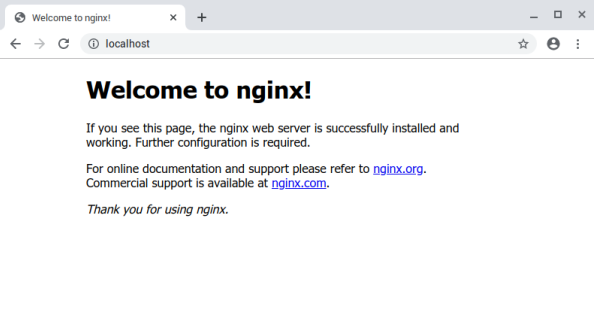 Welcome to nginx!
localhost
Welcome to nginx!
If you see this page, the nginx web server is successfully installed and
working. Further configuration is required.
For online documentation and support please refer to nginx.org.
Commercial support is available at nginx.com.
Thank you for using nginx.